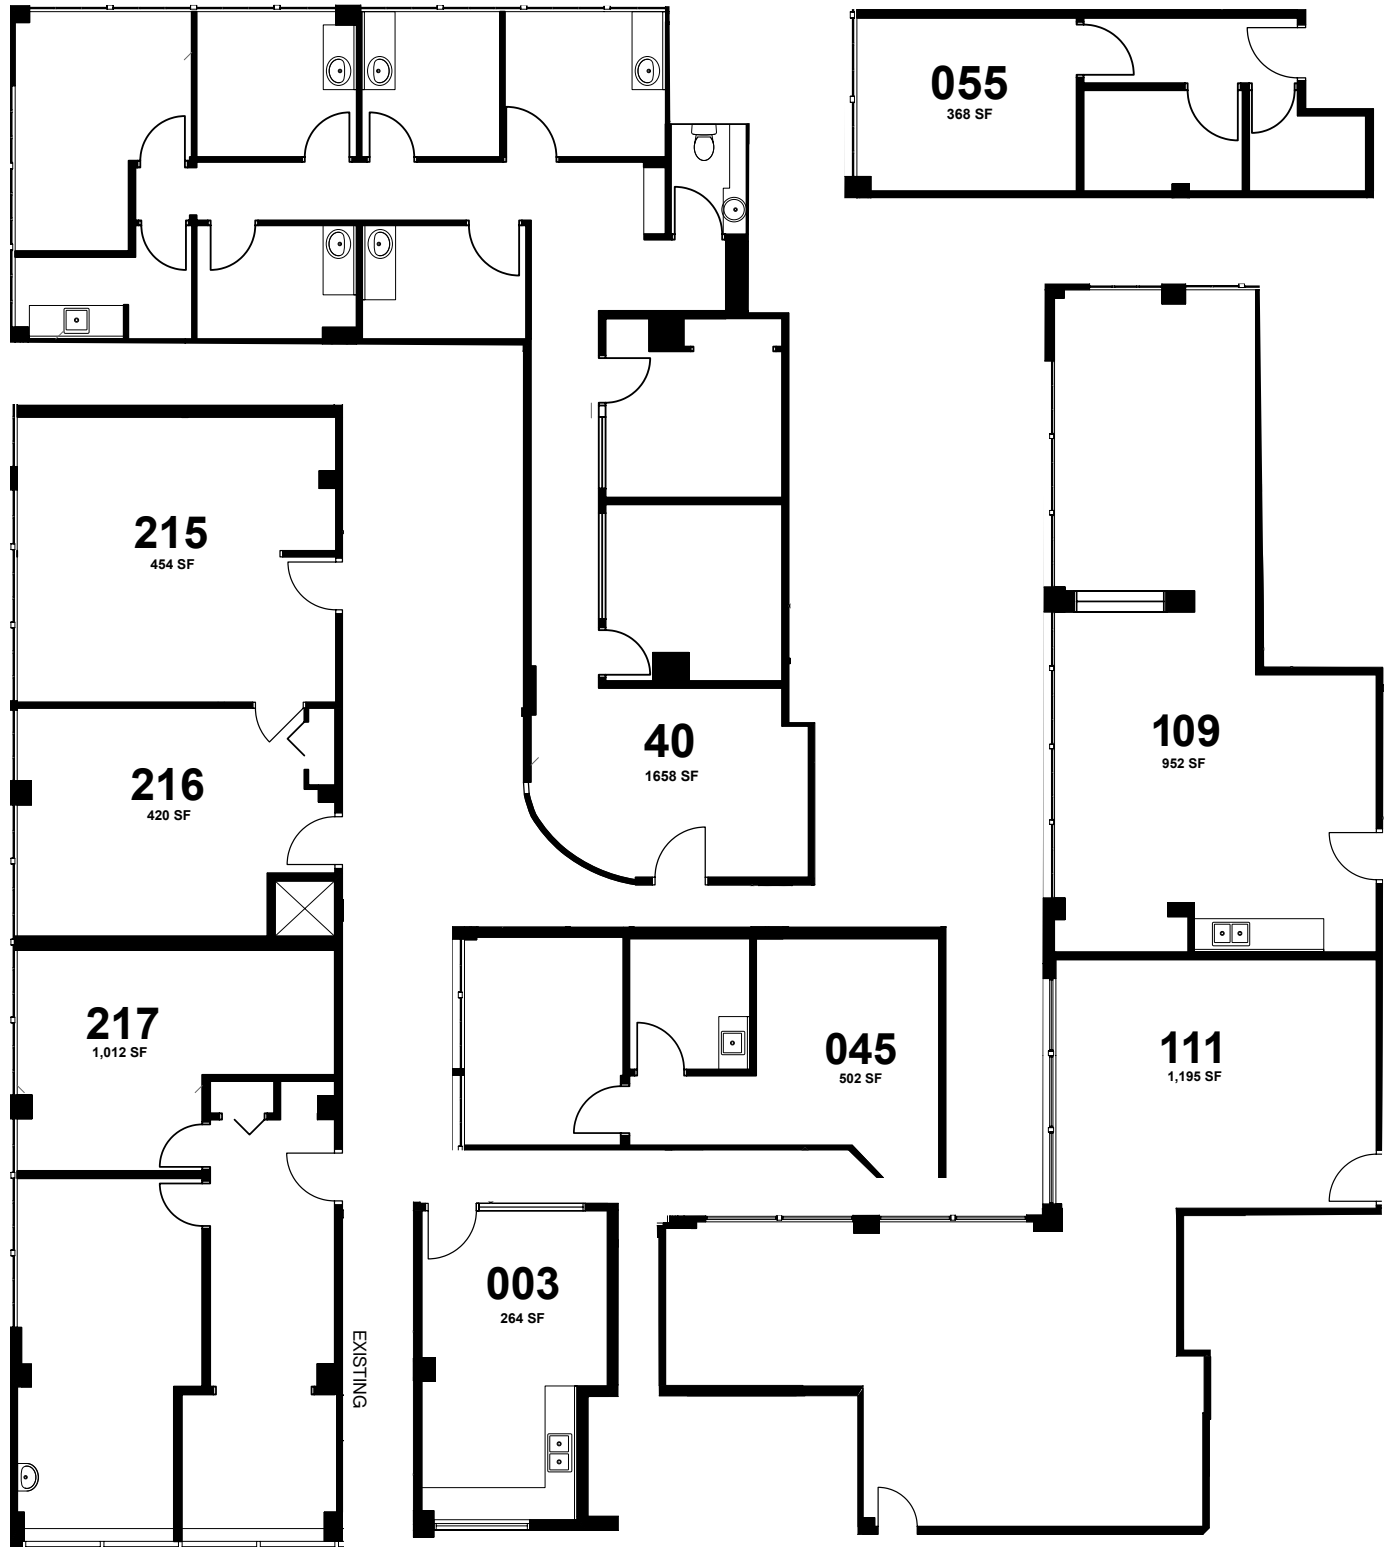 055
368 SF
215
454 SF
40
1658 SF
109
952 SF
216
420 SF
217
1,012 SF
045
502 SF
111
1,195 SF
003
264 SF
EXISTING